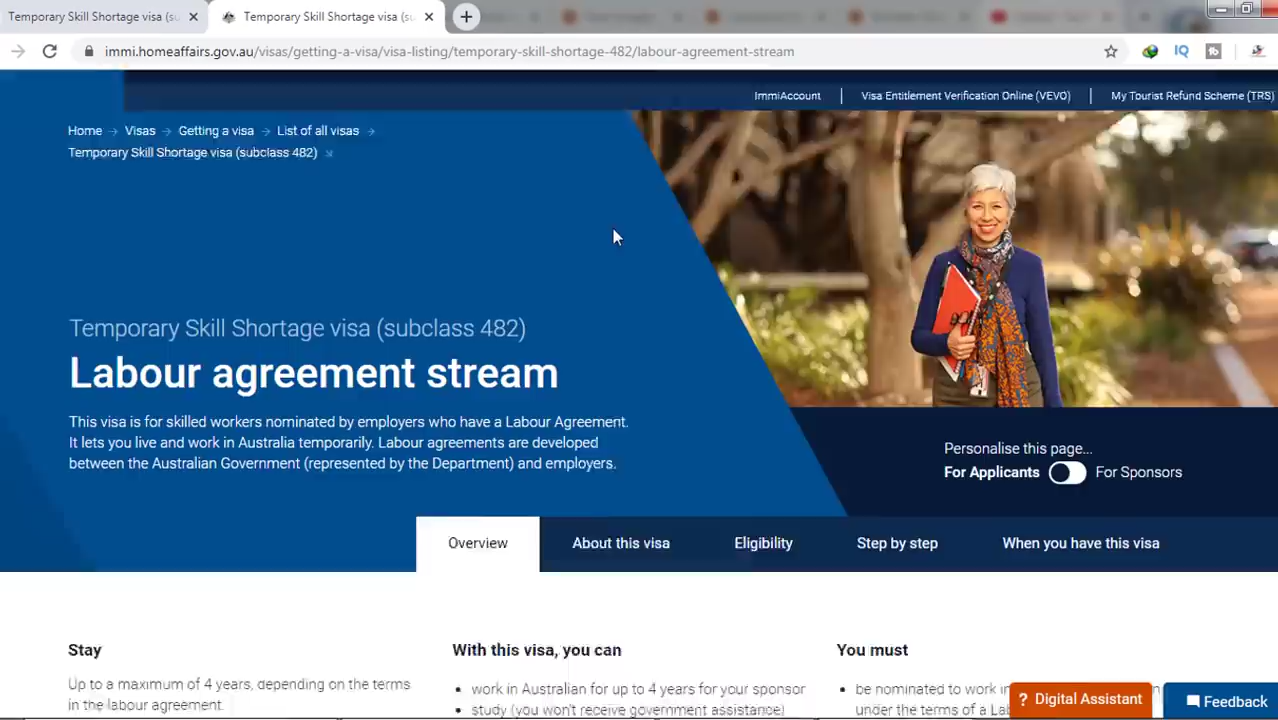 Temporary Skill Shortage visa (su
Temporary Skill Shortage visa (su
immi.homeaffairs.gov.au/visas/getting-a-visa/visa-listing/temporary-skill-shortage-482/labour-agreement-stream
IQ
ImmiAccount
Visa Entitlement Verification Online (VEVO)
My Tourist Refund Scheme (TRS)
Home
Visas
Getting a visa
List of all visas
Temporary Skill Shortage visa (subclass 482)
Temporary Skill Shortage visa (subclass 482)
Labour agreement stream
This visa is for skilled workers nominated by employers who have a Labour Agreement.
It lets you live and work in Australia temporarily. Labour agreements are developed
between the Australian Government (represented by the Department) and employers.
Personalise this page...
For Applicants
For Sponsors
Overview
About this visa
Eligibility
Step by step
When you have this visa
Stay
Up to a maximum of 4 years, depending on the terms
in the labour agreement.
With this visa, you can
work in Australian for up to 4 years for your sponsor
study (you won't receive government assistance)
You must
be nominated to work in
under the terms of a La
? Digital Assistant
Feedback